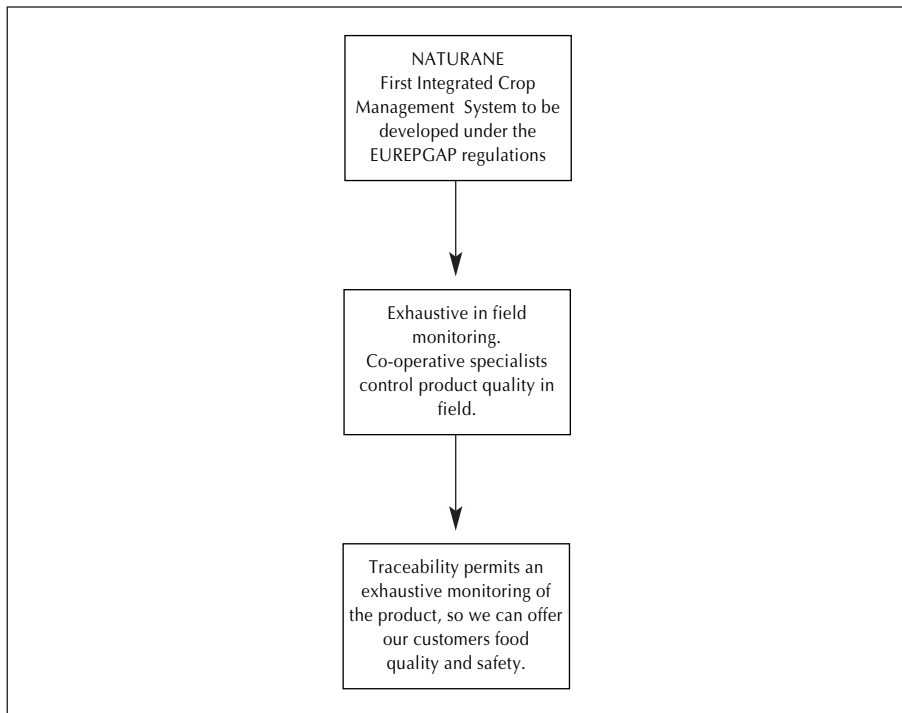 NATURANE
First Integrated Crop
Management System to be
developed under the
EUREPGAP regulations
Exhaustive in field
monitoring.
Co-operative specialists
control product quality in
field.
Traceability permits an
exhaustive monitoring of
the product, so we can offer
our customers food
quality and safety.